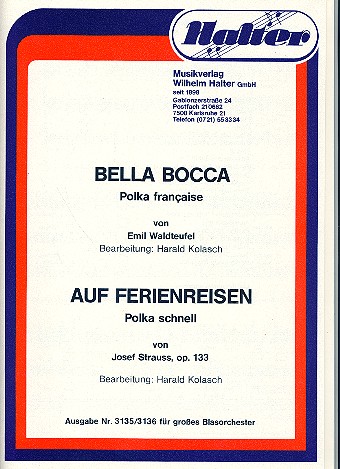 Halter
Musikverlag
Wilhelm Halter GmbH
seit 1898
Gablonzerstraße 24
Postfach 210662
7500 Karlsruhe 21
Telefon (0721) 553334
BELLA BOCCA
Polka française
von
Emil Waldteufel
Bearbeitung: Harald Kolasch
AUF FERIENREISEN
Polka schnell
von
Josef Strauss, op. 133
Bearbeitung: Harald Kolasch
Ausgabe Nr. 3135/3136 für großes Blasorchester